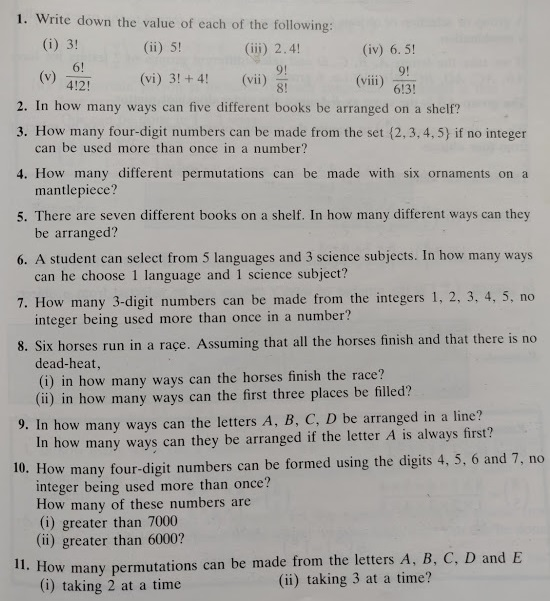 1. Write down the value of each of the following:
(i) 3! (ii) 5! (iii) 2.4! (iv) 6.5!
(v) 6!/4!2! (vi) 3! + 4! (vii) 9!/8! (viii) 9!/6!3!
2. In how many ways can five different books be arranged on a shelf?
3. How many four-digit numbers can be made from the set {2, 3, 4, 5} if no integer
can be used more than once in a number?
4. How many different permutations can be made with six ornaments on a
mantlepiece?
5. There are seven different books on a shelf. In how many different ways can they
be arranged?
6. A student can select from 5 languages and 3 science subjects. In how many ways
can he choose 1 language and 1 science subject?
7. How many 3-digit numbers can be made from the integers 1, 2, 3, 4, 5, no
integer being used more than once in a number?
8. Six horses run in a race. Assuming that all the horses finish and that there is no
dead-heat,
(i) in how many ways can the horses finish the race?
(ii) in how many ways can the first three places be filled?
9. In how many ways can the letters A, B, C, D be arranged in a line?
In how many ways can they be arranged if the letter A is always first?
10. How many four-digit numbers can be formed using the digits 4, 5, 6 and 7, no
integer being used more than once?
How many of these numbers are
(i) greater than 7000
(ii) greater than 6000?
11. How many permutations can be made from the letters A, B, C, D and E
(i) taking 2 at a time (ii) taking 3 at a time?